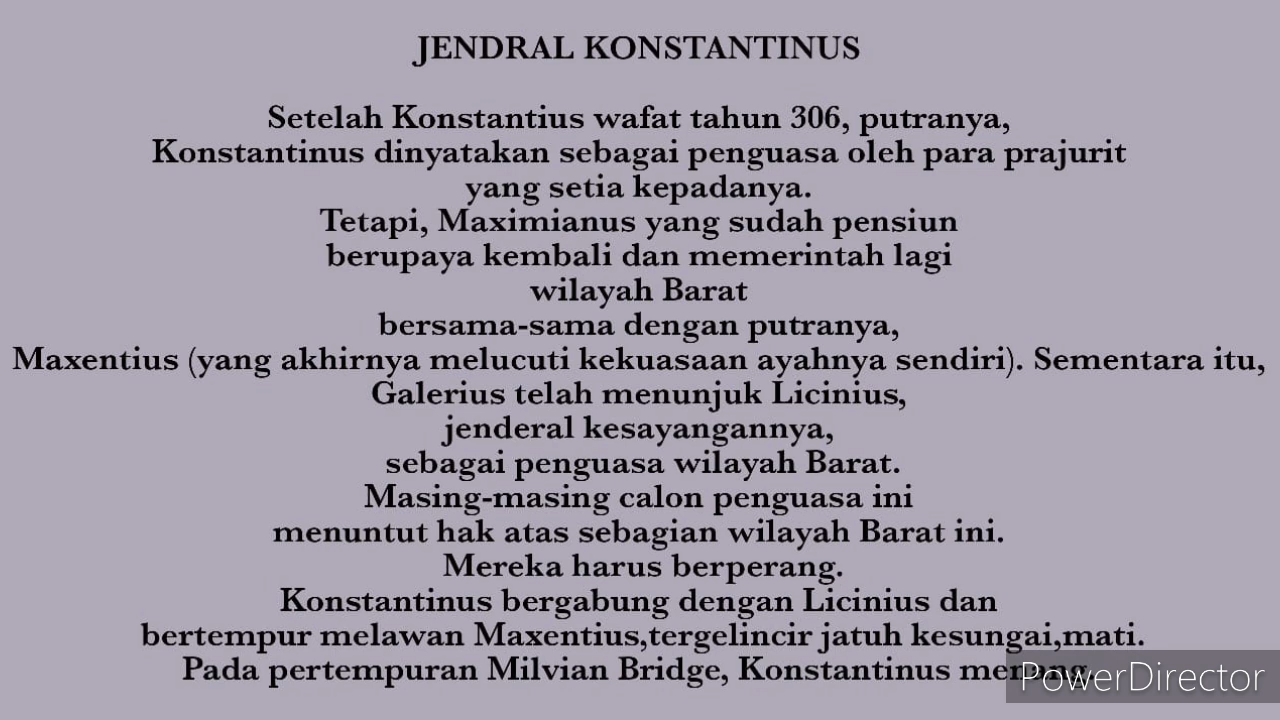 JENDRAL KONSTANTINUS
Setelah Konstantius wafat tahun 306, putranya,
Konstantinus dinyatakan sebagai penguasa oleh para prajurit
yang setia kepadanya.
Tetapi, Maximianus yang sudah pensiun
berupaya kembali dan memerintah lagi
wilayah Barat
bersama-sama dengan putranya,
Maxentius (yang akhirnya melucuti kekuasaan ayahnya sendiri). Sementara itu,
Galerius telah menunjuk Licinius,
jenderal kesayangannya,
sebagai penguasa wilayah Barat.
Masing-masing calon penguasa ini
menuntut hak atas sebagian wilayah Barat ini.
Mereka harus berperang.
Konstantinus bergabung dengan Licinius dan
bertempur melawan Maxentius,tergelincir jatuh kesungai,mati.
Pada pertempuran Milvian Bridge, Konstantinus menang.
PowerDirector